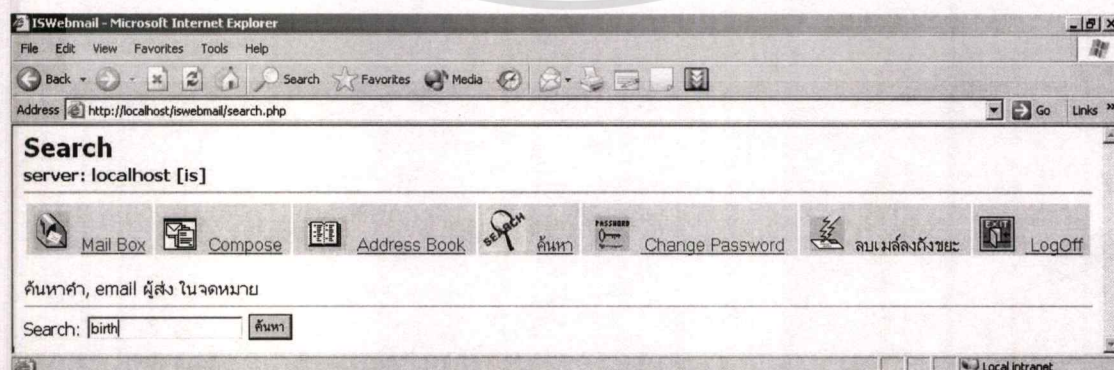 ISWebmail - Microsoft Internet Explorer
File Edit View Favorites Tools Help
Back Search Favorites Media
Address http://localhost/iswebmail/search.php Go Links »
Search
server: localhost [is]
Mail Box Compose Address Book SEARCH ค้นหา PASSWORD Change Password ลบเมล์ลงถังขยะ EXIT LogOff
ค้นหาคำ, email ผู้ส่ง ในจดหมาย
Search: birth ค้นหา
Local intranet